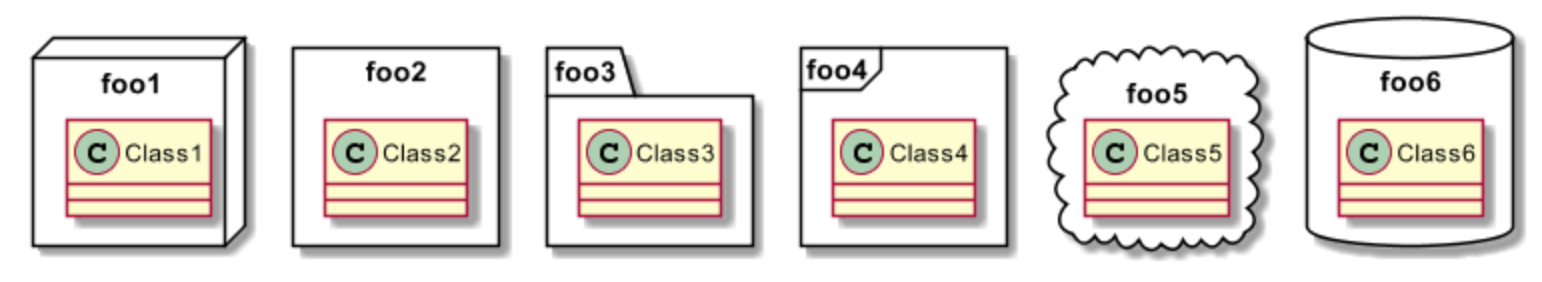 foo1
C Class1
foo2
C Class2
foo3
C Class3
foo4
C Class4
foo5
C Class5
foo6
C Class6